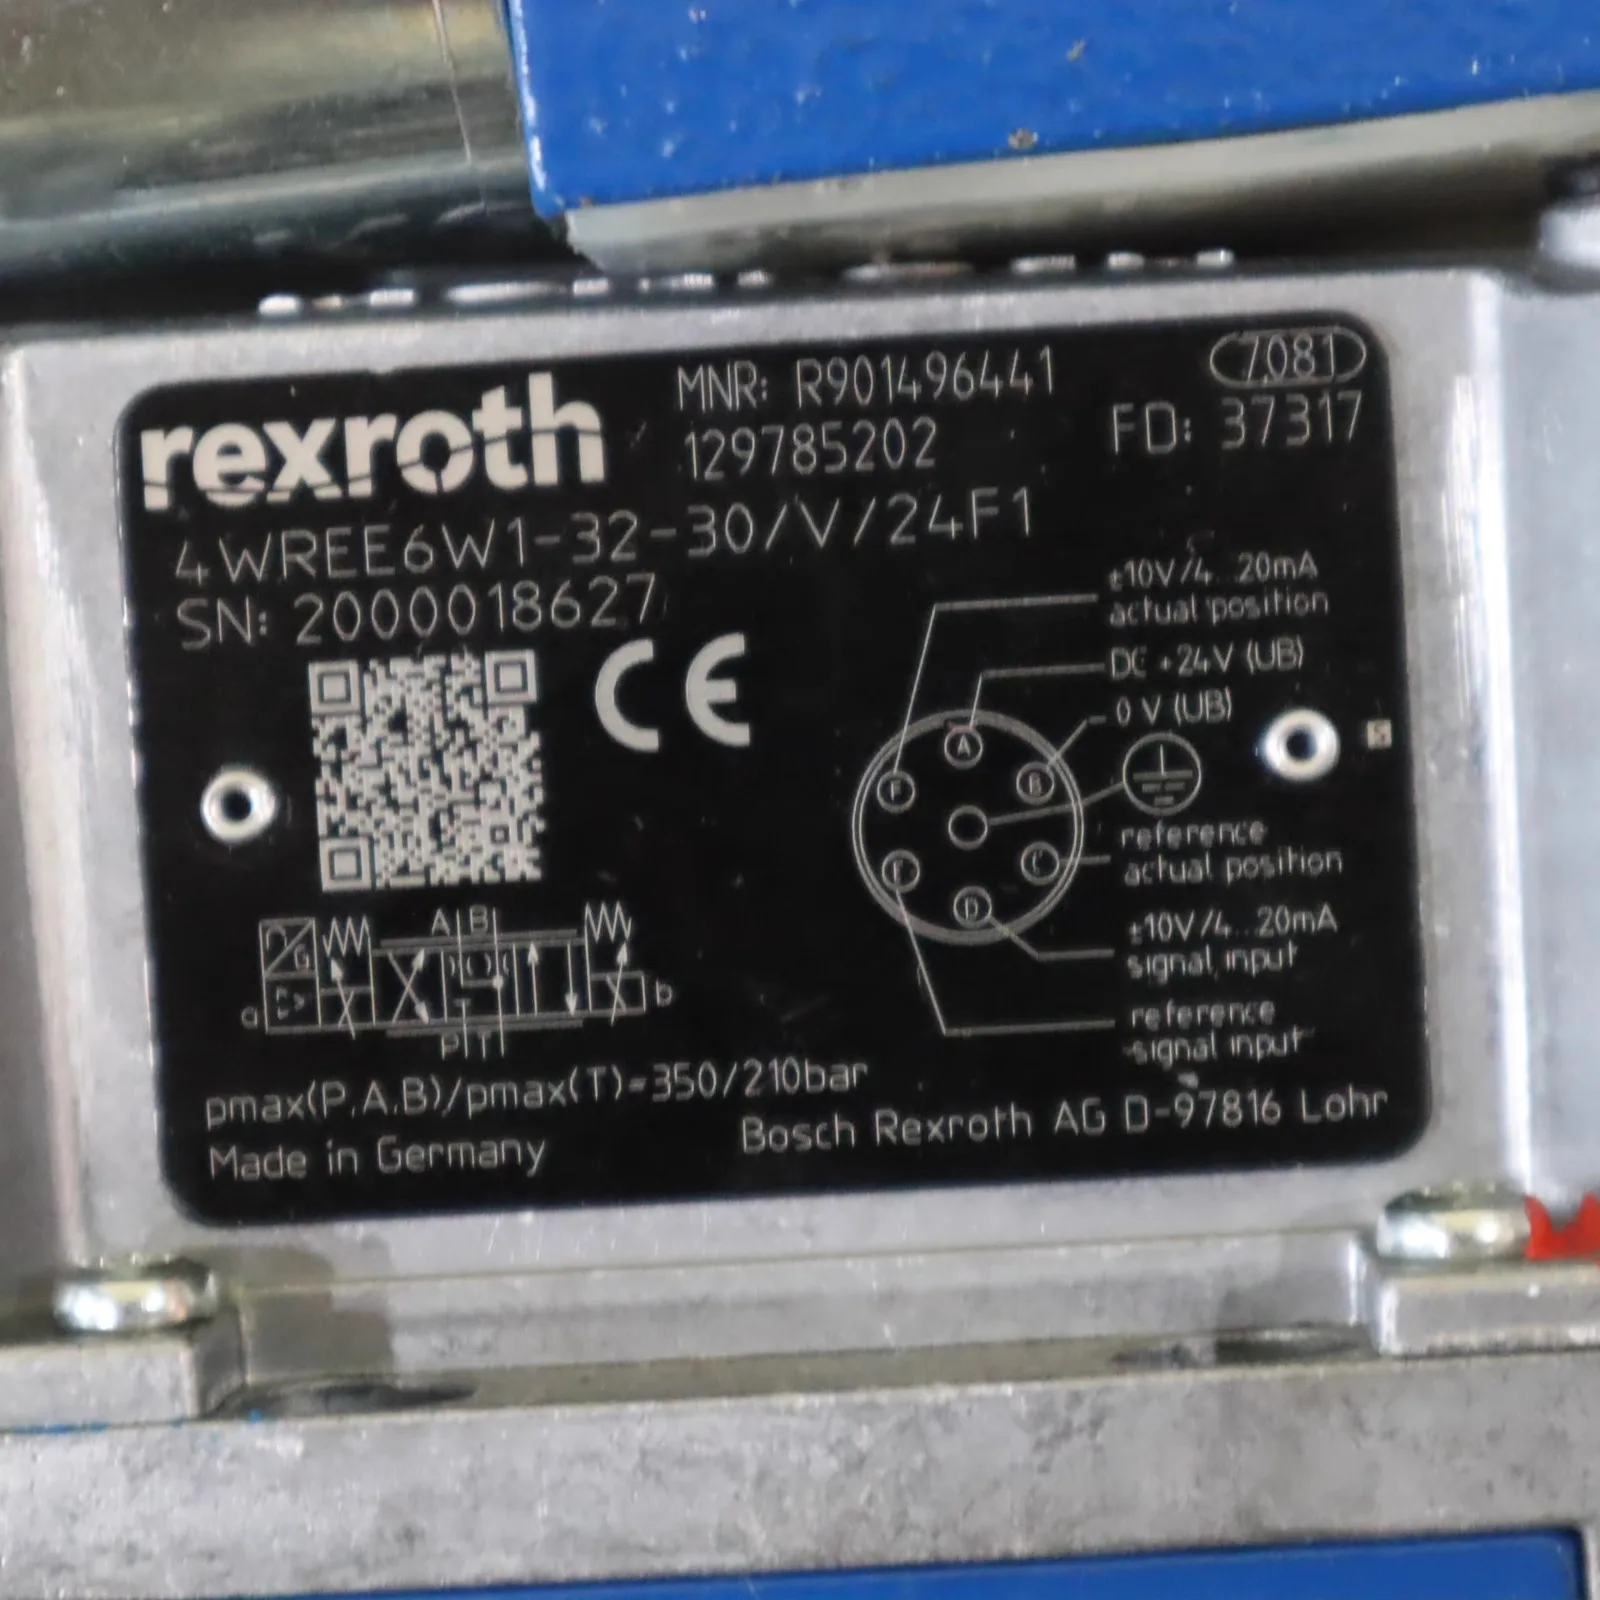 rexroth
MNR: R901496441
7081
129785202
FD: 37317
4WREE6W1-32-30/V/24F1
SN: 2000018627
CE
±10V/4...20mA
actual position
DC +24V (UB)
0 V (UB)
A
F
B
E
C
D
reference
actual position
±10V/4...20mA
signal input
reference
signal input
A B
G
a
b
P T
pmax(P,A,B)/pmax(T)=350/210bar
Made in Germany
Bosch Rexroth AG D-97816 Lohr
S